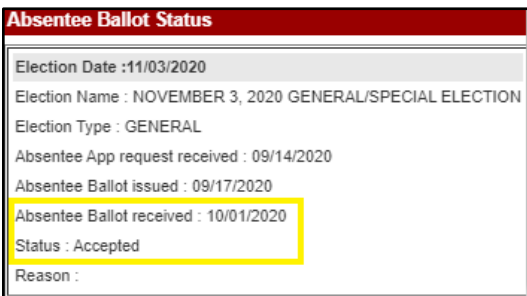 Absentee Ballot Status
Election Date :11/03/2020
Election Name : NOVEMBER 3, 2020 GENERAL/SPECIAL ELECTION
Election Type : GENERAL
Absentee App request received : 09/14/2020
Absentee Ballot issued : 09/17/2020
Absentee Ballot received : 10/01/2020
Status : Accepted
Reason :